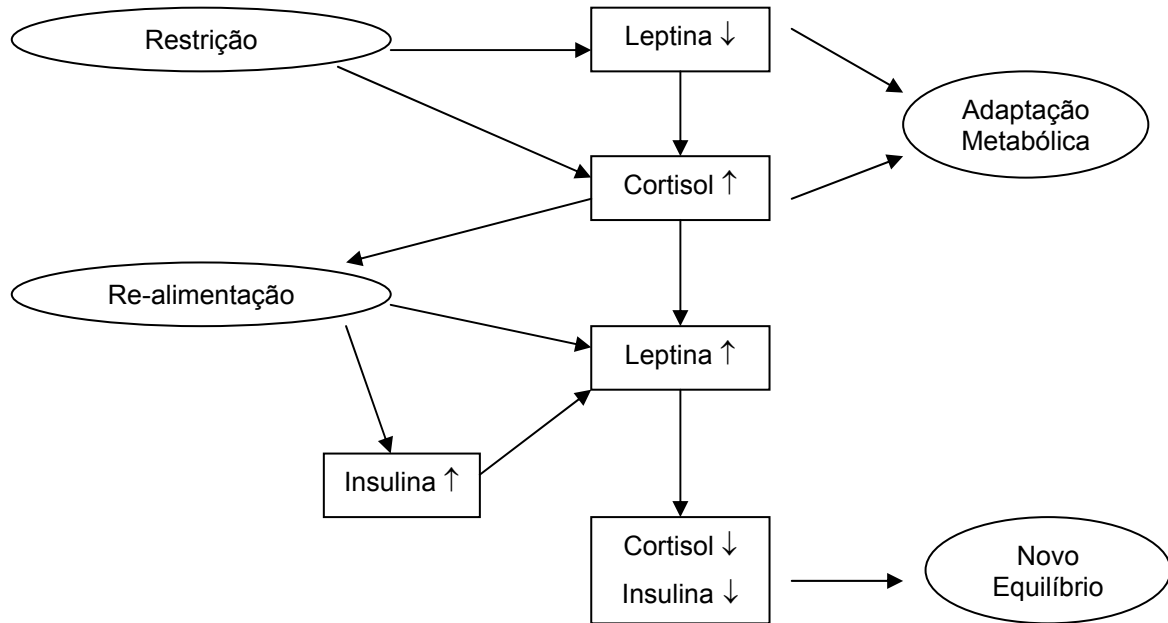 Restrição
Leptina ↓
Adaptação
Metabólica
Cortisol ↑
Re-alimentação
Leptina ↑
Insulina ↑
Cortisol ↓
Insulina ↓
Novo
Equilíbrio